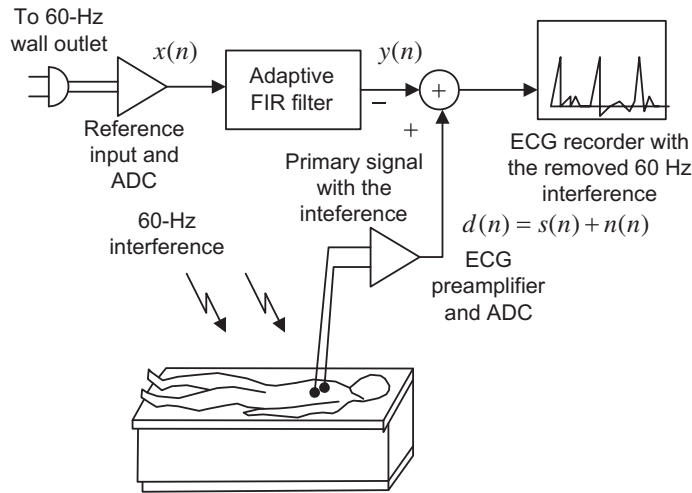 To 60-Hz
wall outlet
x(n)
Adaptive
FIR filter
y(n)
−
+
+
Reference
input and
ADC
Primary signal
with the
inteference
ECG recorder with
the removed 60 Hz
interference
60-Hz
interference
d(n) = s(n)+n(n)
ECG
preamplifier
and ADC